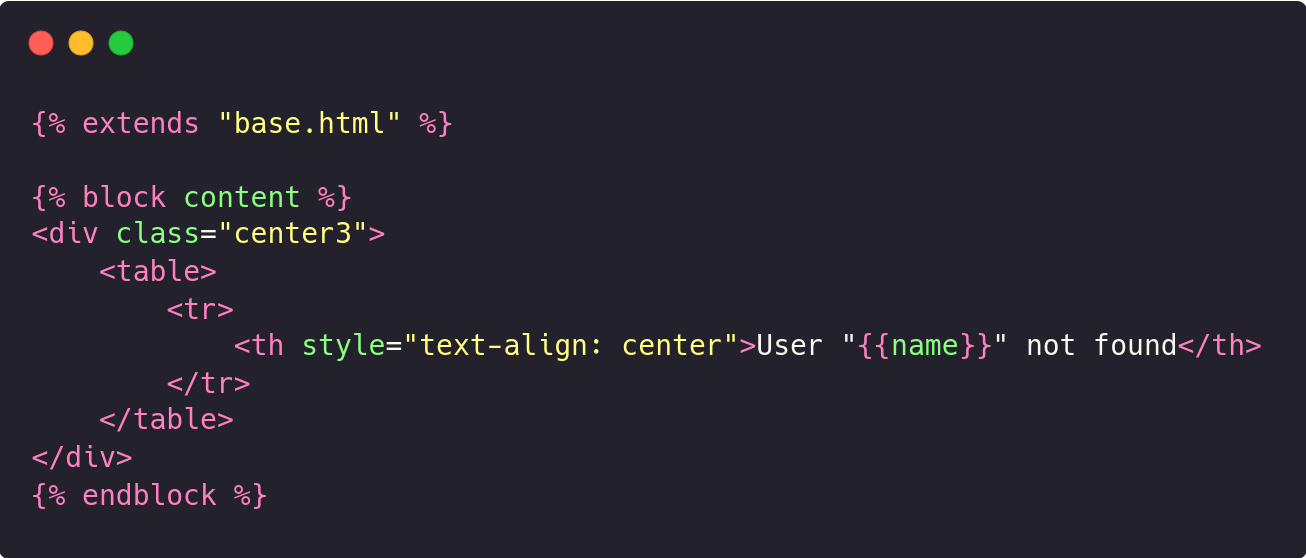 {% extends "base.html" %}

{% block content %}
<div class="center3">
    <table>
        <tr>
            <th style="text-align: center">User "{{name}}" not found</th>
        </tr>
    </table>
</div>
{% endblock %}